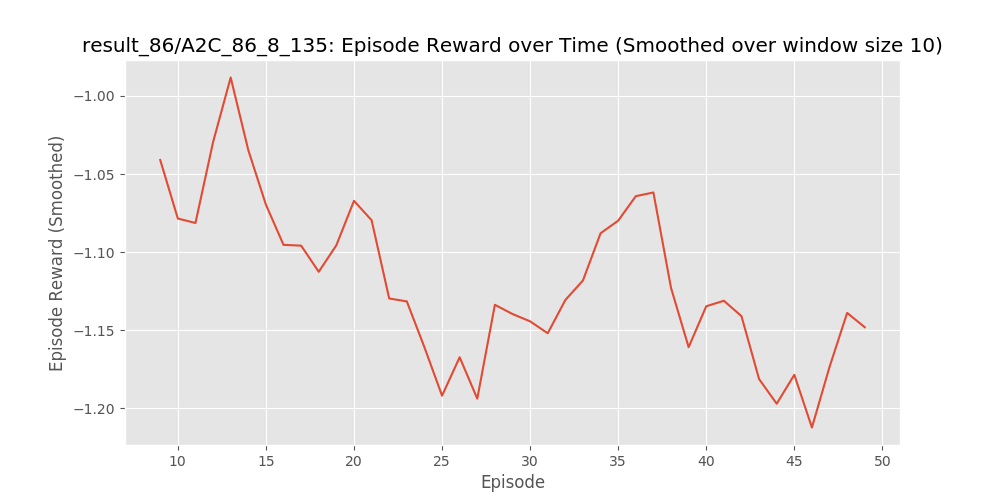 result_86/A2C_86_8_135: Episode Reward over Time (Smoothed over window size 10)
Episode Reward (Smoothed)
−1.00
−1.05
−1.10
−1.15
−1.20
10 15 20 25 30 35 40 45 50
Episode